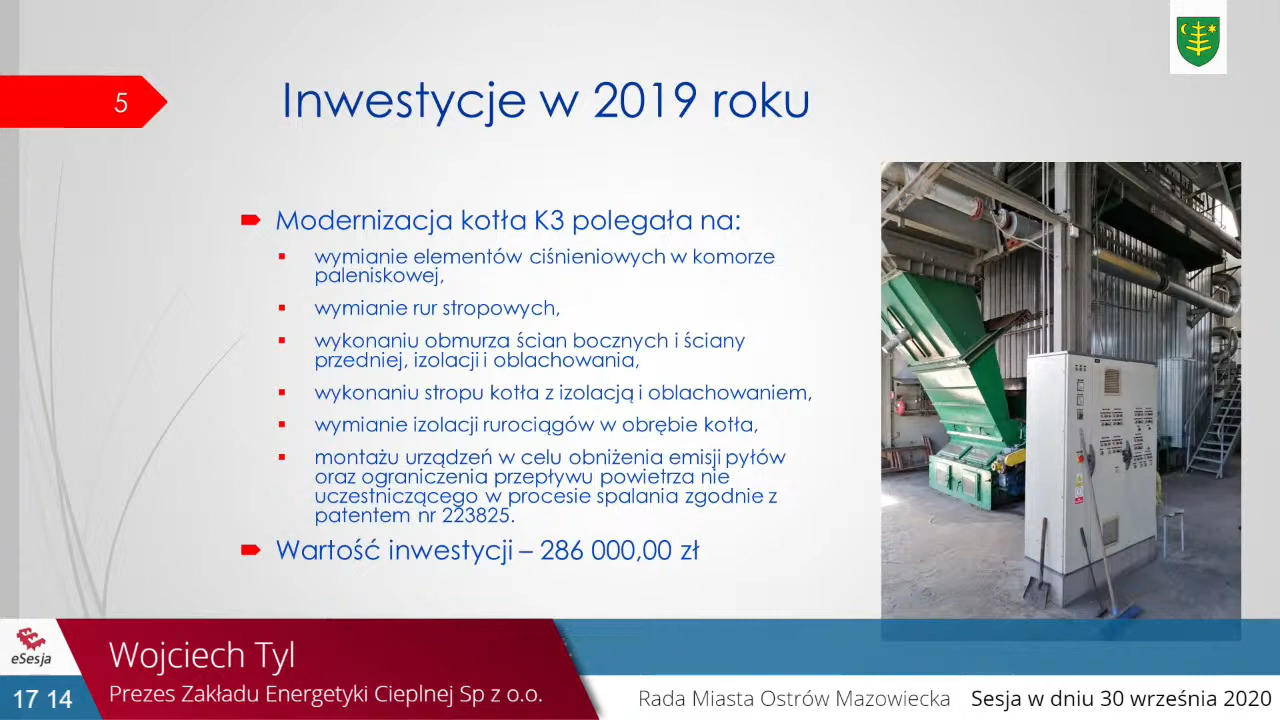 5
Inwestycje w 2019 roku
Modernizacja kotła K3 polegała na:
wymianie elementów ciśnieniowych w komorze
paleniskowej,
wymianie rur stropowych,
wykonaniu obmurza ścian bocznych i ściany
przedniej, izolacji i oblachowania,
wykonaniu stropu kotła z izolacją i oblachowaniem,
wymianie izolacji rurociągów w obrębie kotła,
montażu urządzeń w celu obniżenia emisji pyłów
oraz ograniczenia przepływu powietrza nie
uczestniczącego w procesie spalania zgodnie z
patentem nr 223825.
Wartość inwestycji – 286 000,00 zł
eSesja
17 14
Wojciech Tyl
Prezes Zakładu Energetyki Cieplnej Sp z o.o.
Rada Miasta Ostrów Mazowiecka Sesja w dniu 30 września 2020